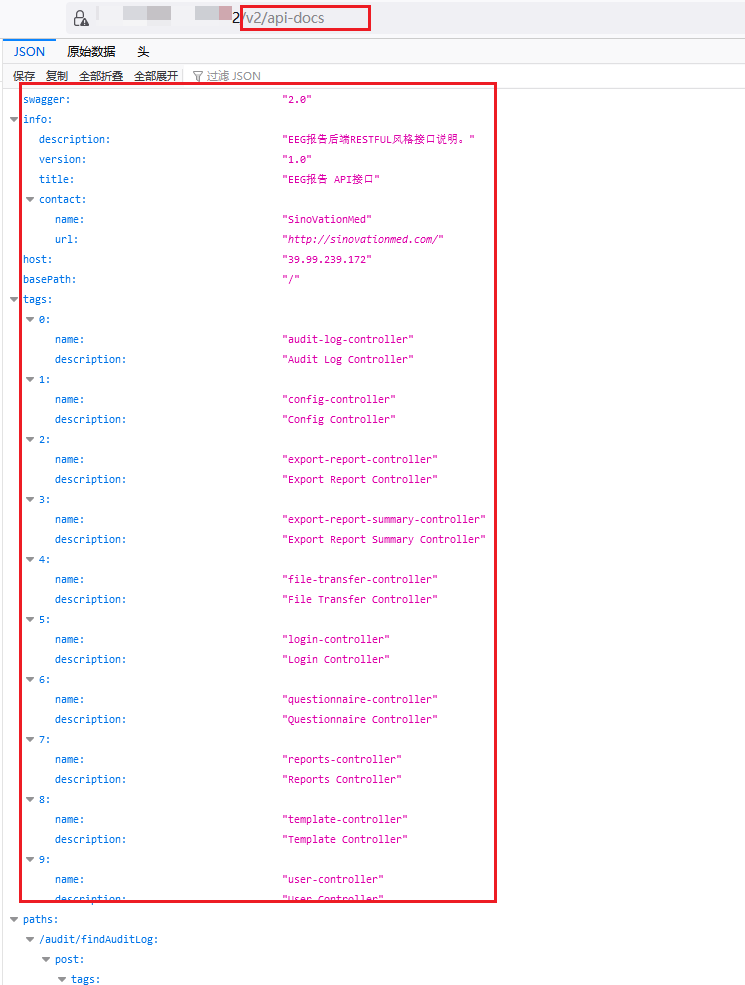 2/v2/api-docs
JSON 原始数据 头
保存 复制 全部折叠 全部展开 过滤 JSON
swagger: "2.0"
info:
description: "EEG报告后端RESTFUL风格接口说明。"
version: "1.0"
title: "EEG报告 API接口"
contact:
name: "SinoVationMed"
url: "http://sinovationmed.com/"
host: "39.99.239.172"
basePath: "/"
tags:
0:
name: "audit-log-controller"
description: "Audit Log Controller"
1:
name: "config-controller"
description: "Config Controller"
2:
name: "export-report-controller"
description: "Export Report Controller"
3:
name: "export-report-summary-controller"
description: "Export Report Summary Controller"
4:
name: "file-transfer-controller"
description: "File Transfer Controller"
5:
name: "login-controller"
description: "Login Controller"
6:
name: "questionnaire-controller"
description: "Questionnaire Controller"
7:
name: "reports-controller"
description: "Reports Controller"
8:
name: "template-controller"
description: "Template Controller"
9:
name: "user-controller"
description: "User Controller"
paths:
/audit/findAuditLog:
post:
tags: